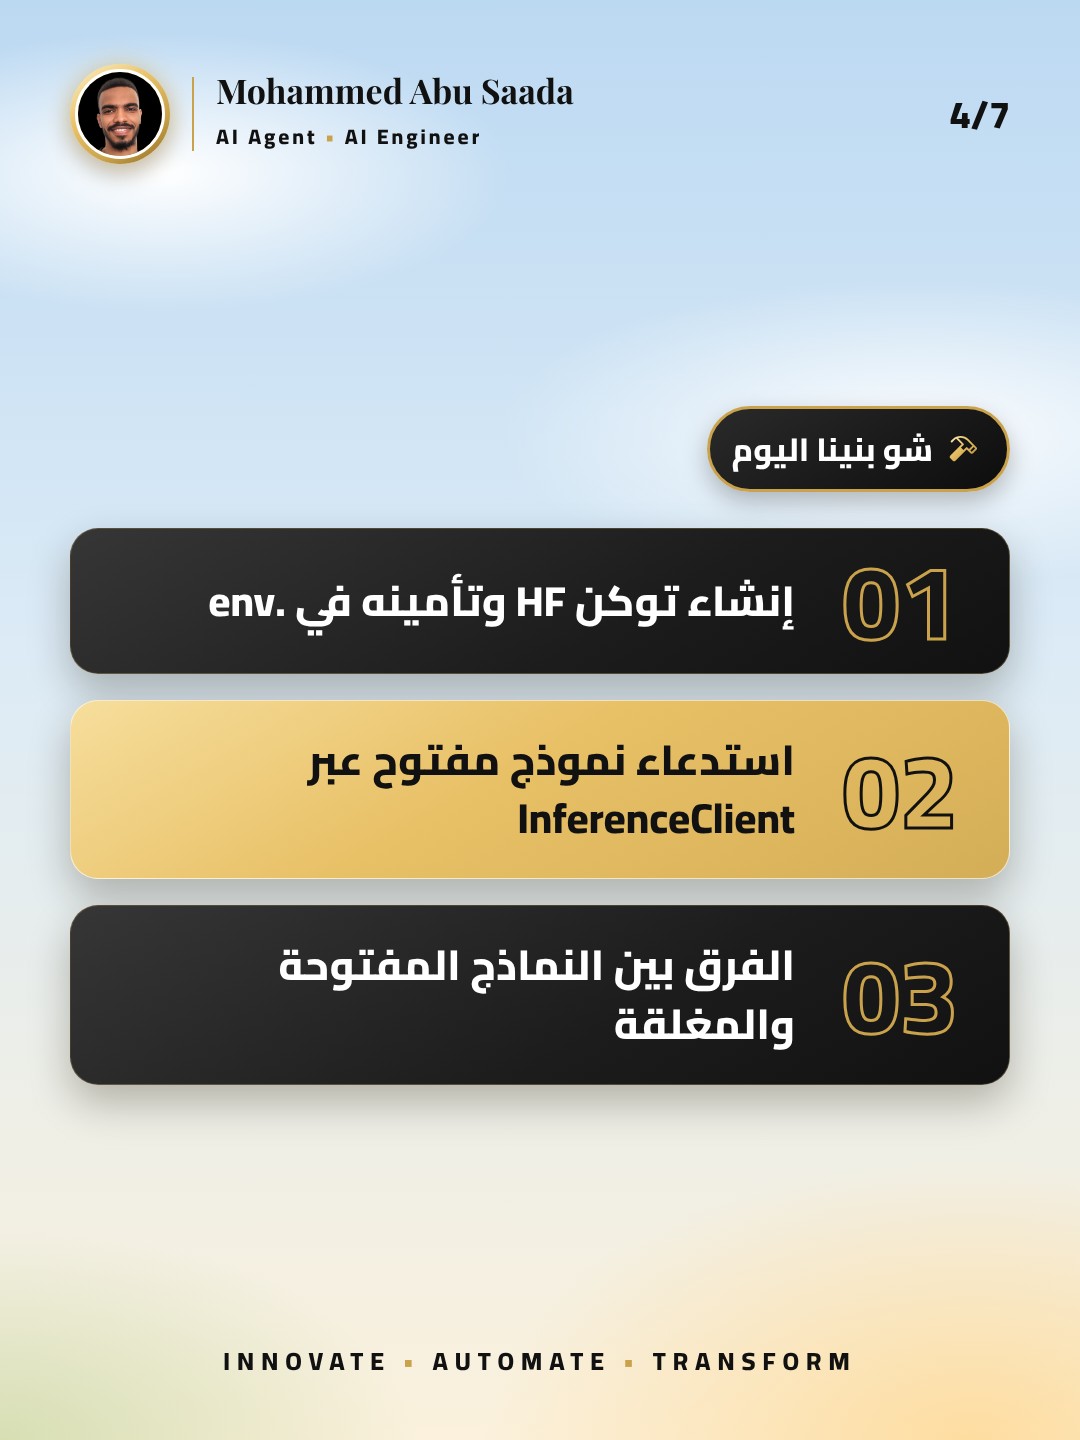 Mohammed Abu Saada
AI Agent ▪ AI Engineer
4/7
شو بنينا اليوم
01
إنشاء توكن HF وتأمينه في .env
02
استدعاء نموذج مفتوح عبر
InferenceClient
03
الفرق بين النماذج المفتوحة
والمغلقة
INNOVATE ▪ AUTOMATE ▪ TRANSFORM